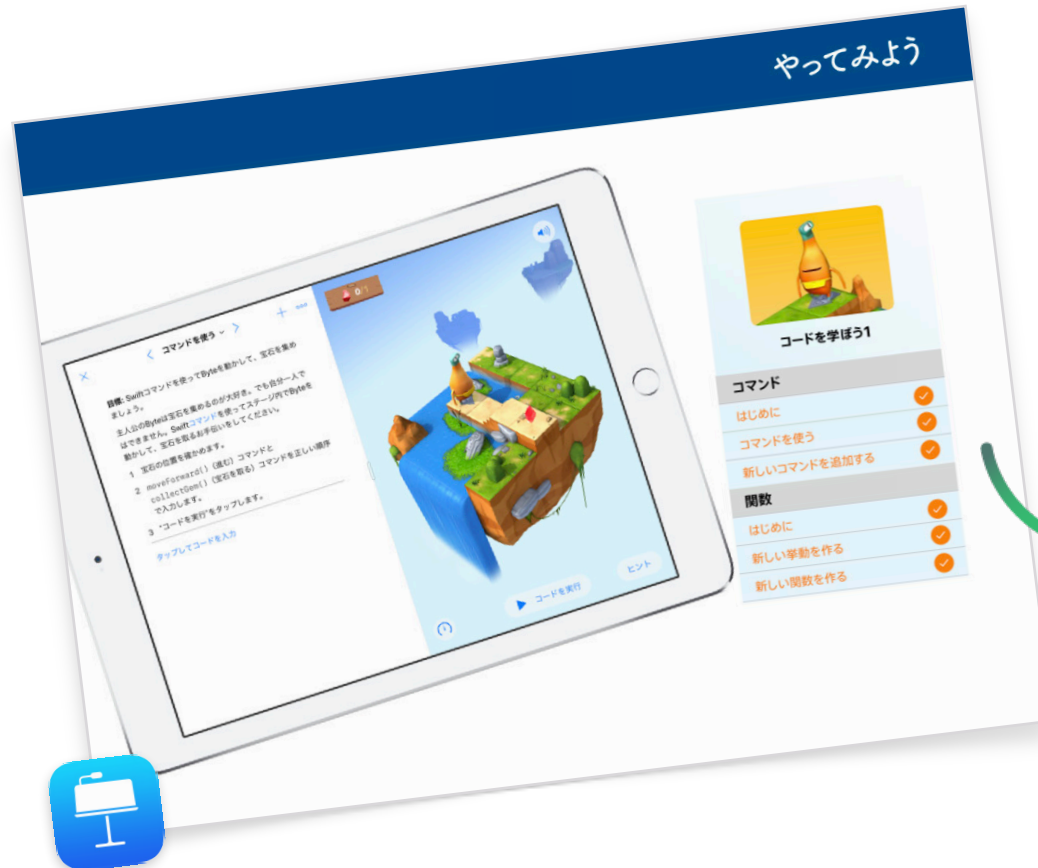 やってみよう
コマンドを使う
0/1
目標: Swiftコマンドを使ってByteを動かして、宝石を集め
ましょう。
主人公のByteは宝石を集めるのが大好き。でも自分一人で
はできません。Swiftコマンドを使ってステージ内でByteを
動かして、宝石を取るお手伝いをしてください。
1 宝石の位置を確かめます。
2 moveForward()（進む）コマンドと
collectGem()（宝石を取る）コマンドを正しい順序
で入力します。
3 “コードを実行”をタップします。
タップしてコードを入力
コードを実行
ヒント
コードを学ぼう1
コマンド
はじめに
コマンドを使う
新しいコマンドを追加する
関数
はじめに
新しい挙動を作る
新しい関数を作る